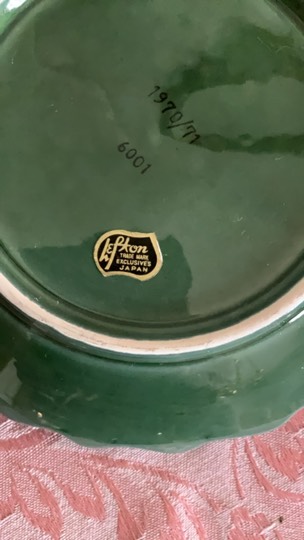 1970/71
6001
Lefton
TRADE MARK
EXCLUSIVES
JAPAN